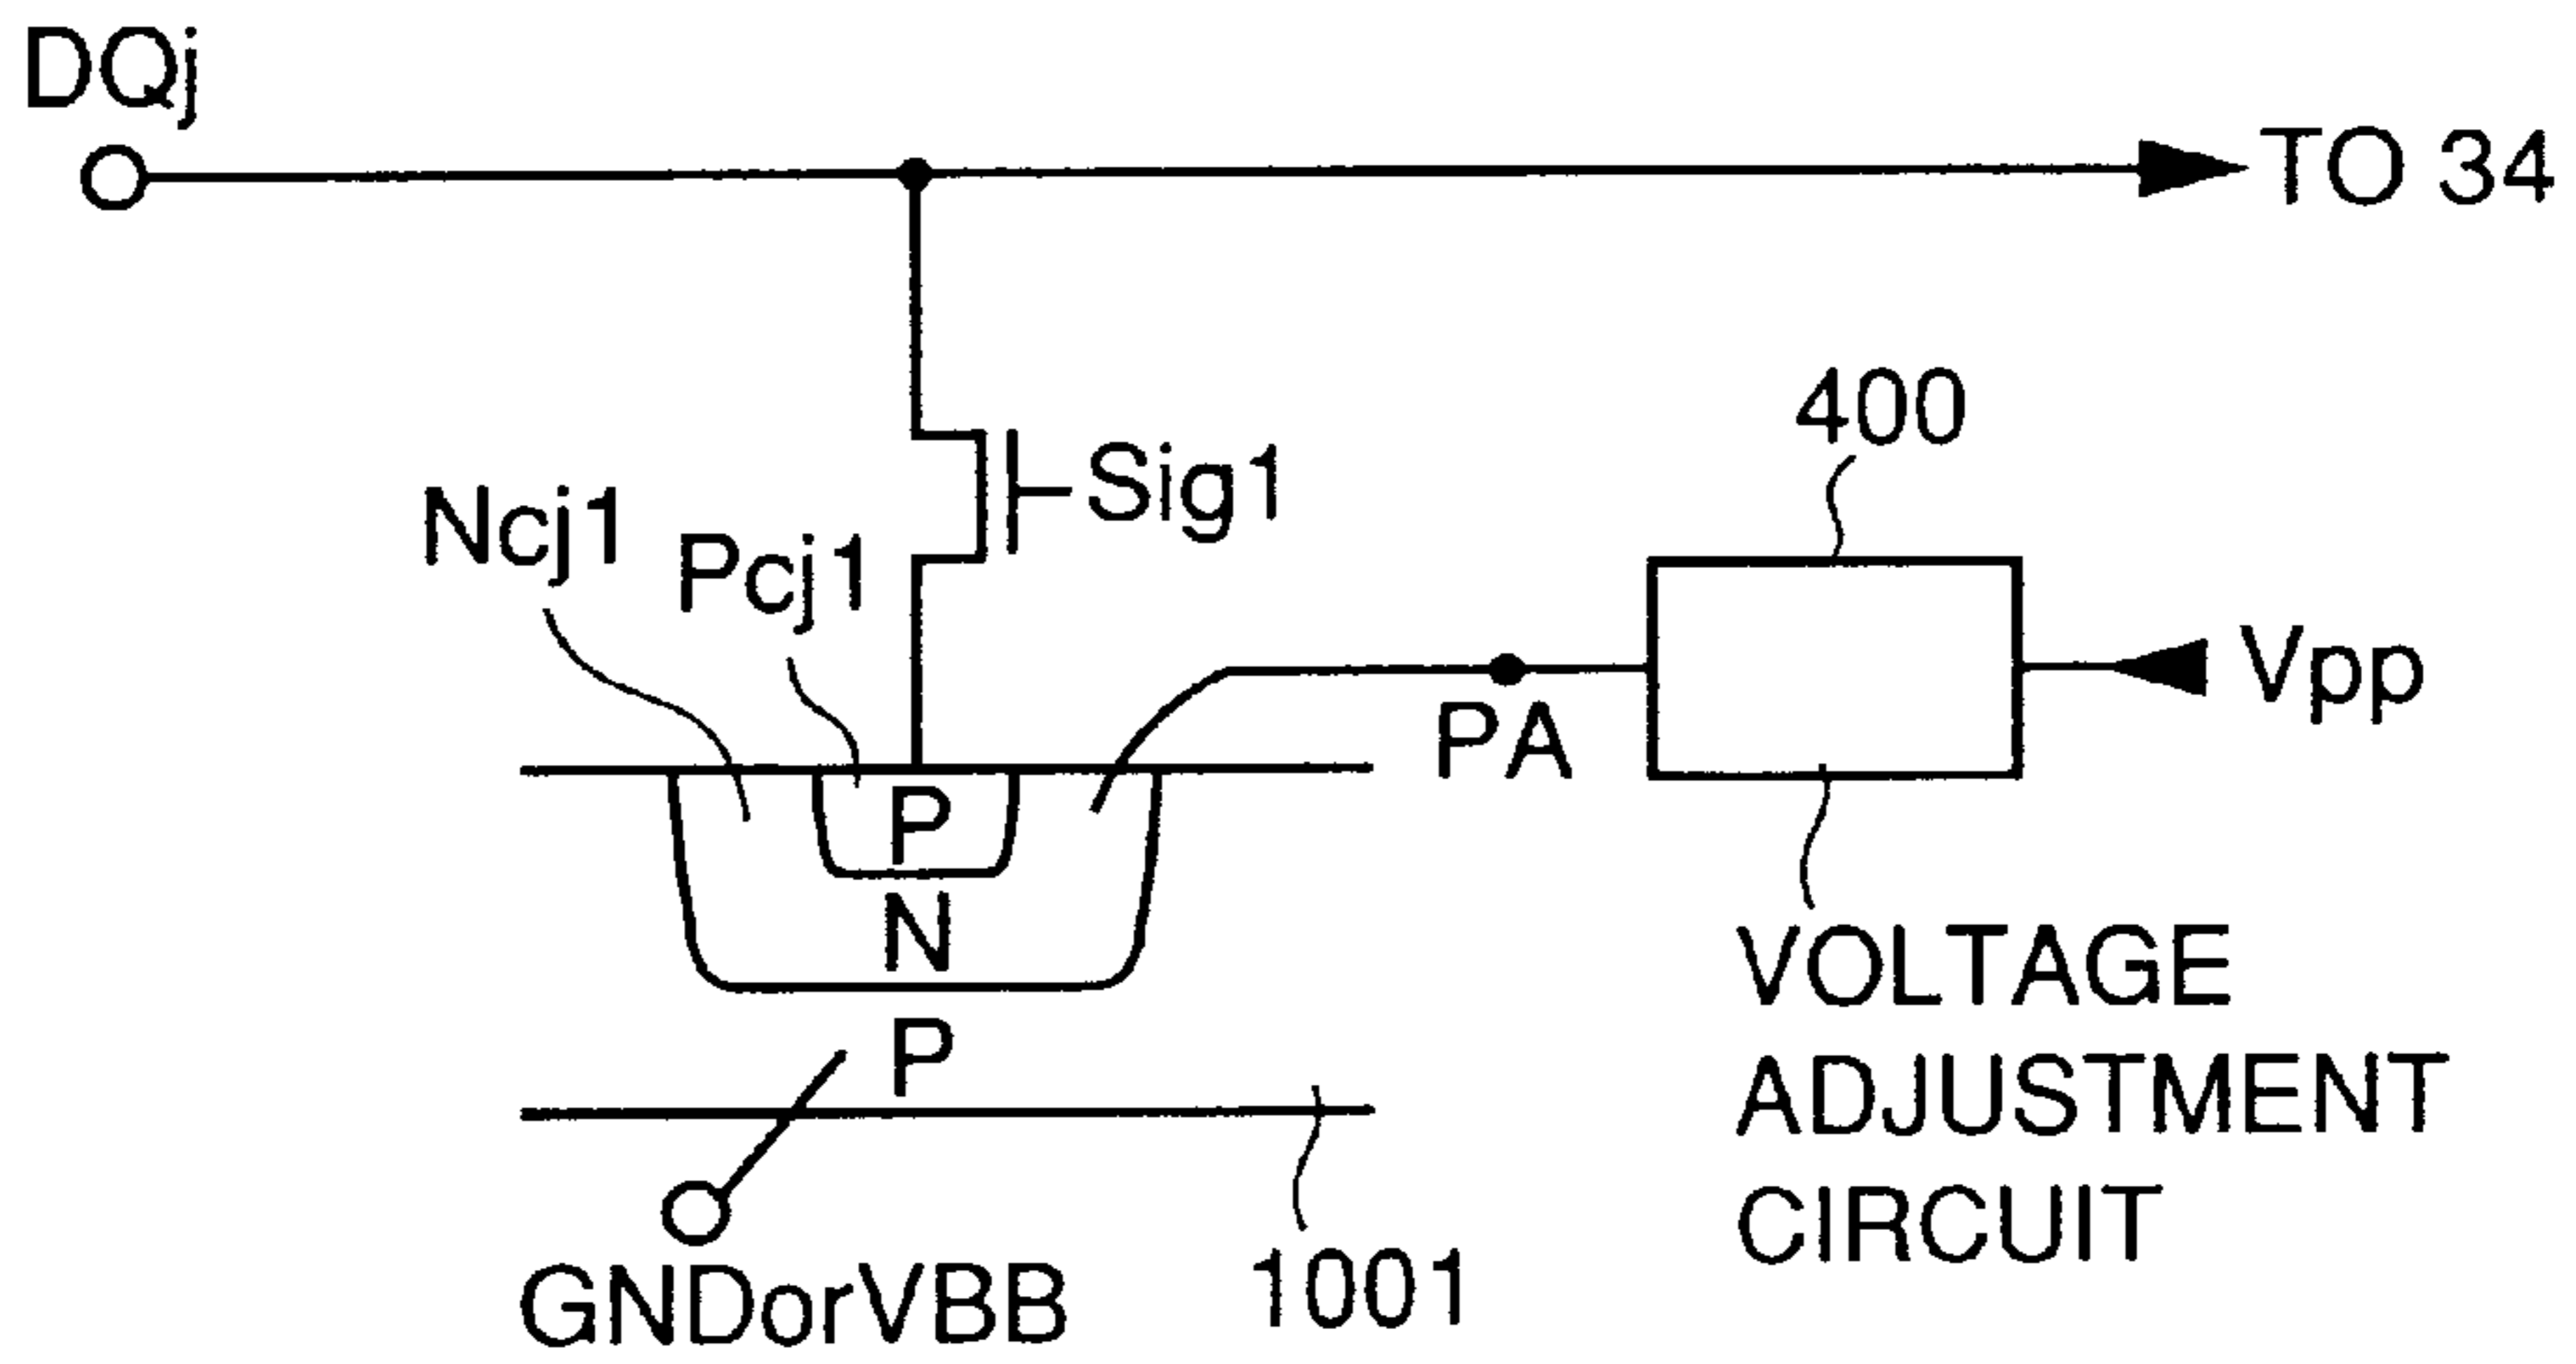 DQj
TO 34
400
Sig1
Ncj1
Pcj1
Vpp
PA
P
N
P
VOLTAGE
ADJUSTMENT
CIRCUIT
GNDorVBB
1001